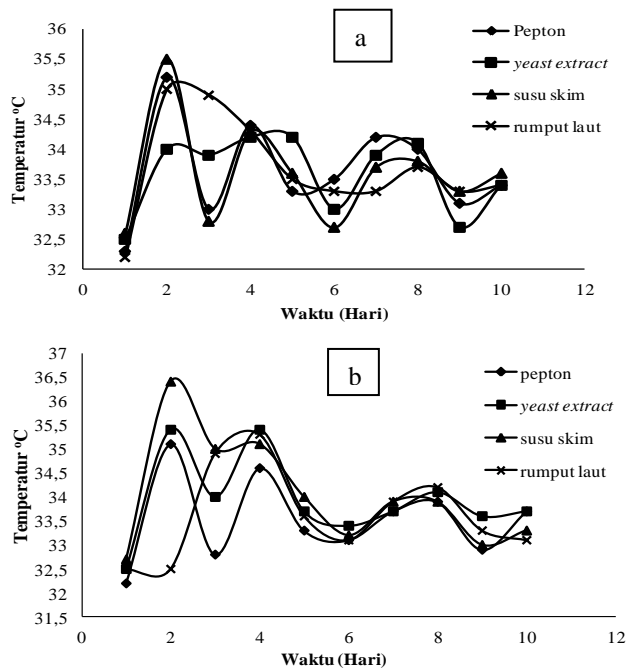 a
Pepton
yeast extract
susu skim
rumput laut
Temperatur °C
36
35,5
35
34,5
34
33,5
33
32,5
32
0
2
4
6
8
10
12
Waktu (Hari)
b
pepton
yeast extract
susu skim
rumput laut
Temperatur °C
37
36,5
36
35,5
35
34,5
34
33,5
33
32,5
32
31,5
0
2
4
6
8
10
12
Waktu (Hari)